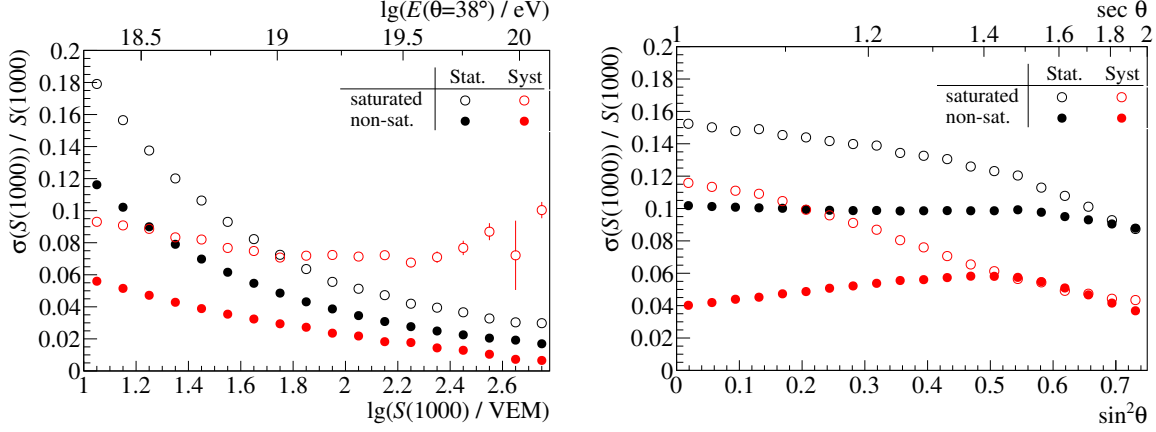 lg(E(θ=38°) / eV)
18.5 19 19.5 20
σ(S(1000)) / S(1000)
0.2
0.18
0.16
0.14
0.12
0.1
0.08
0.06
0.04
0.02
0
Stat. Syst
saturated
non-sat.
1 1.2 1.4 1.6 1.8 2 2.2 2.4 2.6
lg(S(1000) / VEM)
sec θ
1 1.2 1.4 1.6 1.8 2
σ(S(1000)) / S(1000)
0.2
0.18
0.16
0.14
0.12
0.1
0.08
0.06
0.04
0.02
0
Stat. Syst
saturated
non-sat.
0 0.1 0.2 0.3 0.4 0.5 0.6 0.7
sin²θ